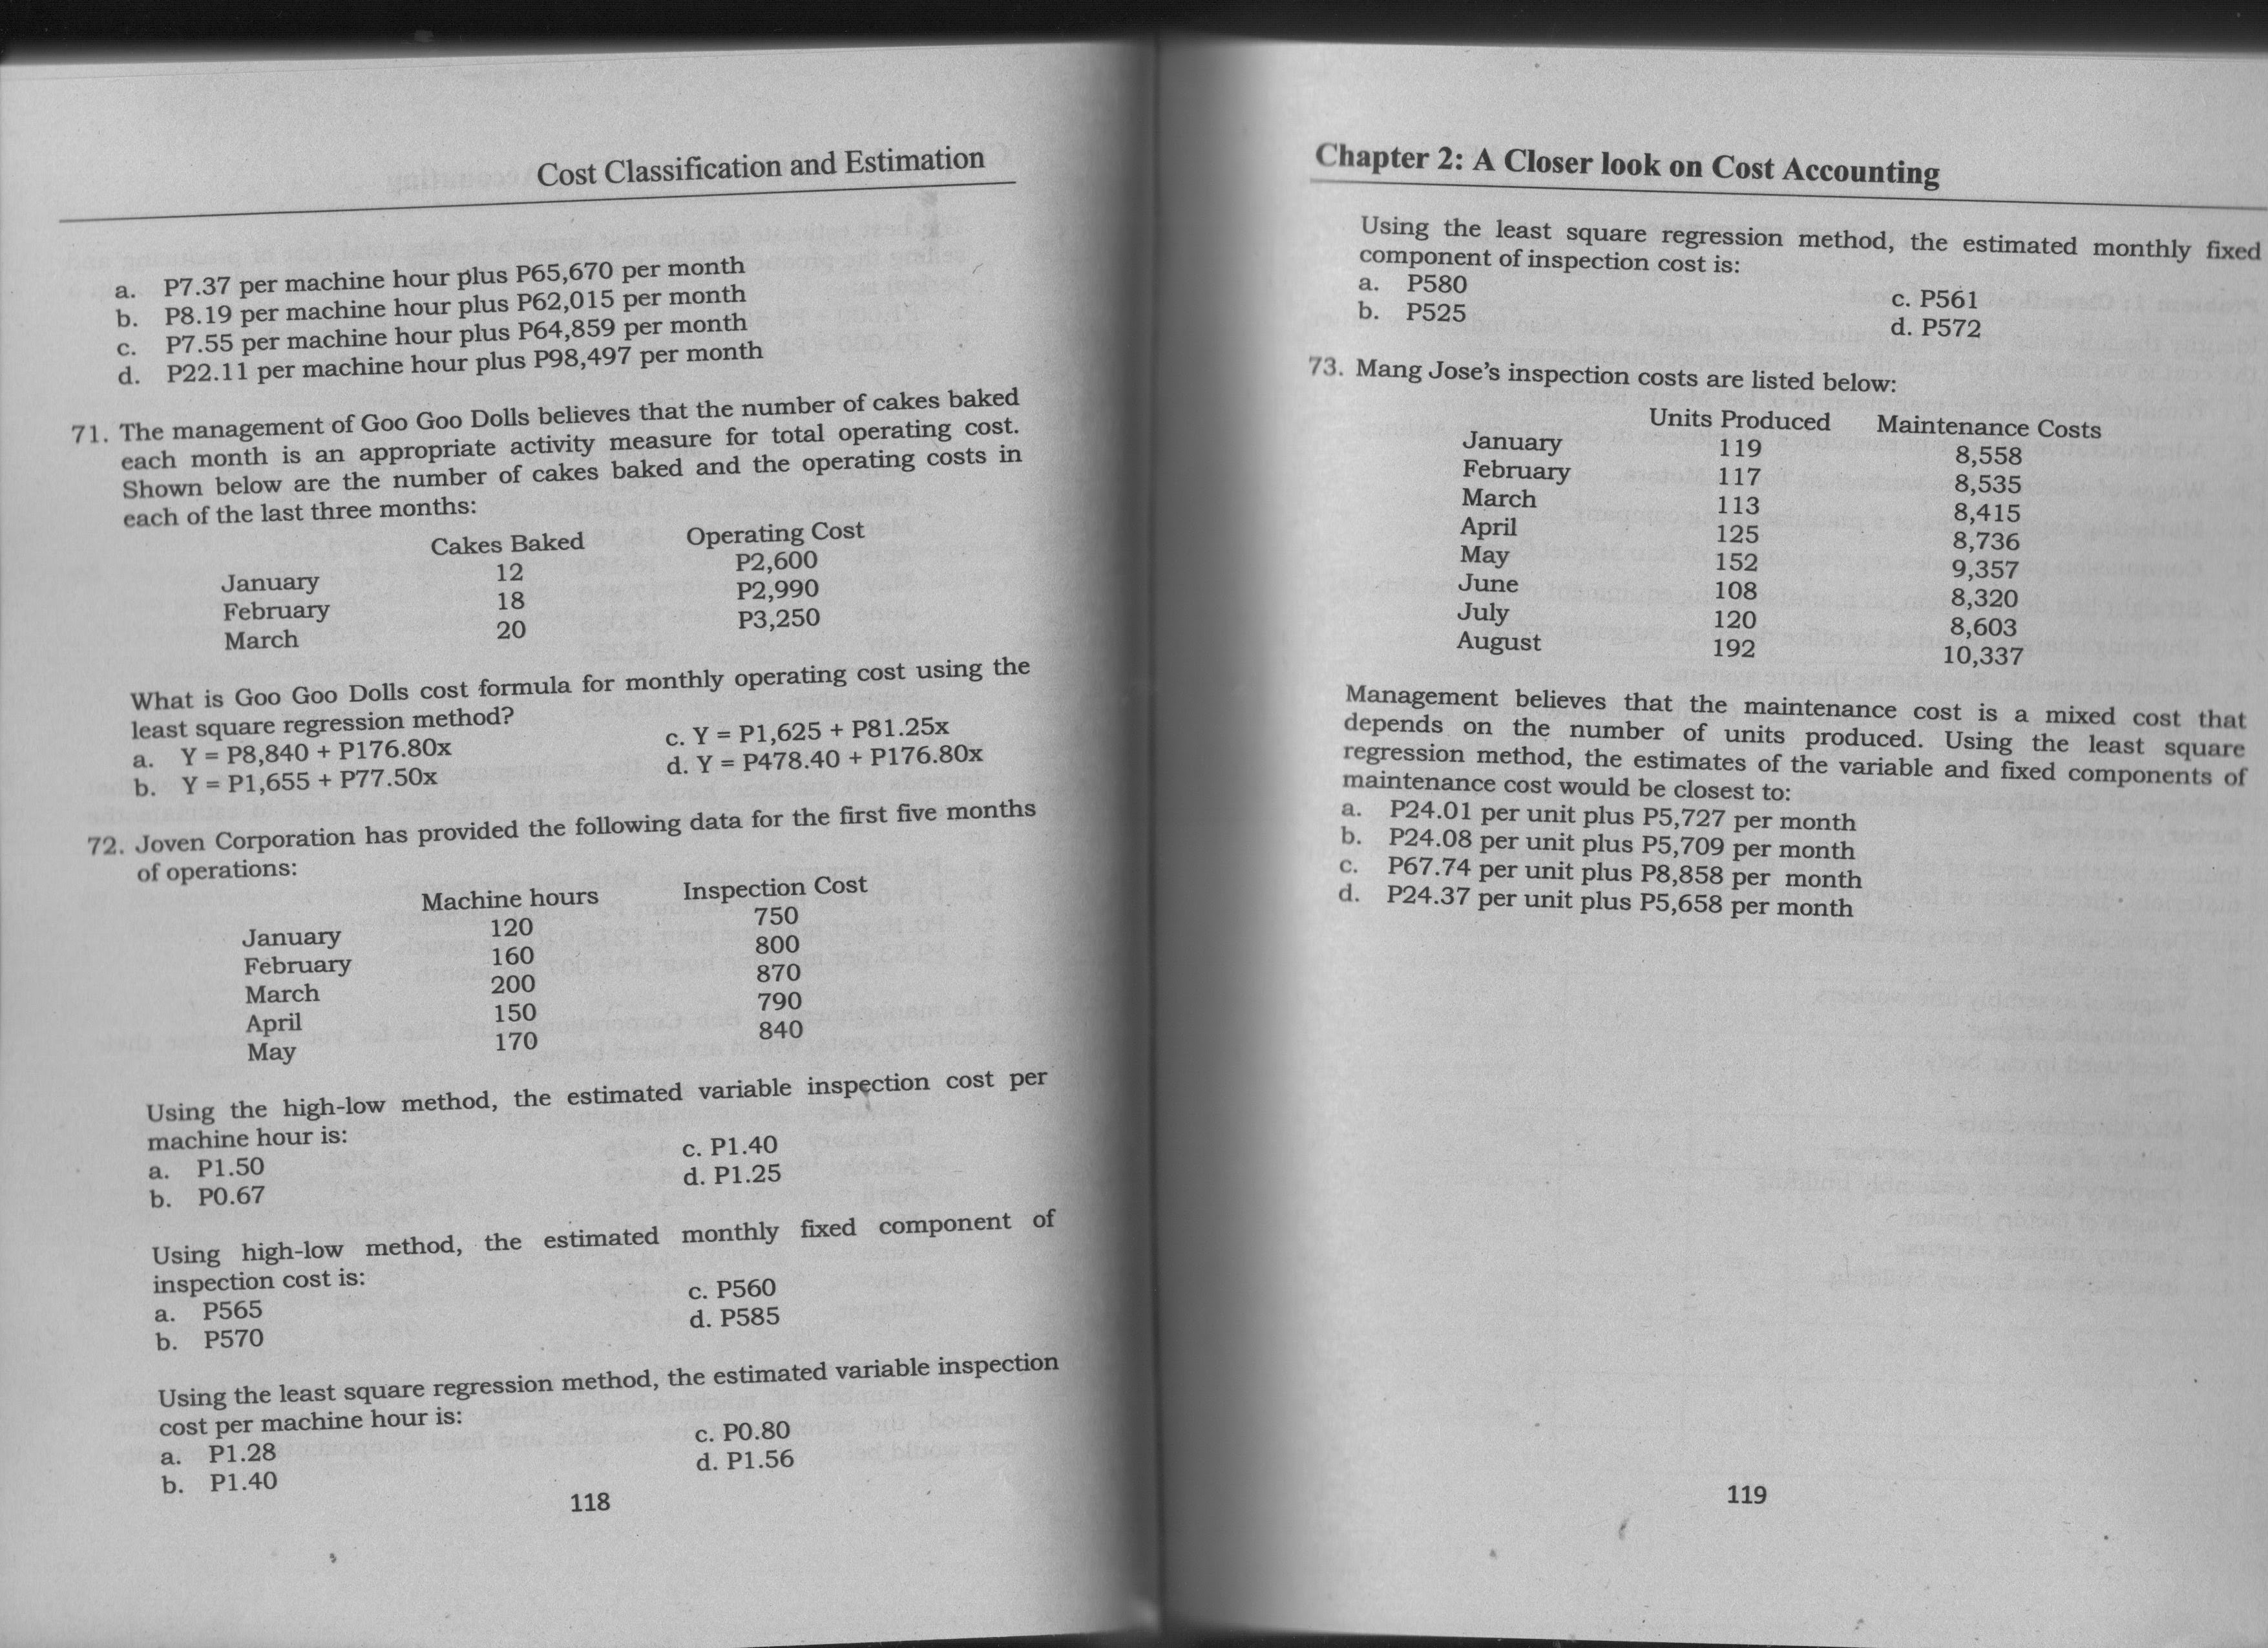 Cost Classification and Estimation
a. P7.37 per machine hour plus P65,670 per month
b. P8.19 per machine hour plus P62,015 per month
c. P7.55 per machine hour plus P64,859 per month
d. P22.11 per machine hour plus P98,497 per month
71. The management of Goo Goo Dolls believes that the number of cakes baked
each month is an appropriate activity measure for total operating cost.
Shown below are the number of cakes baked and the operating costs in
each of the last three months:
Cakes Baked Operating Cost
January 12 P2,600
February 18 P2,990
March 20 P3,250
What is Goo Goo Dolls cost formula for monthly operating cost using the
least square regression method?
a. Y = P8,840 + P176.80x c. Y = P1,625 + P81.25x
b. Y = P1,655 + P77.50x d. Y = P478.40 + P176.80x
72. Joven Corporation has provided the following data for the first five months
of operations:
Machine hours Inspection Cost
January 120 750
February 160 800
March 200 870
April 150 790
May 170 840
Using the high-low method, the estimated variable inspection cost per
machine hour is:
a. P1.50 c. P1.40
b. P0.67 d. P1.25
Using high-low method, the estimated monthly fixed component of
inspection cost is:
a. P565 c. P560
b. P570 d. P585
Using the least square regression method, the estimated variable inspection
cost per machine hour is:
a. P1.28 c. P0.80
b. P1.40 d. P1.56
118
Chapter 2: A Closer look on Cost Accounting
Using the least square regression method, the estimated monthly fixed
component of inspection cost is:
a. P580 c. P561
b. P525 d. P572
73. Mang Jose's inspection costs are listed below:
Units Produced Maintenance Costs
January 119 8,558
February 117 8,535
March 113 8,415
April 125 8,736
May 152 9,357
June 108 8,320
July 120 8,603
August 192 10,337
Management believes that the maintenance cost is a mixed cost that
depends on the number of units produced. Using the least square
regression method, the estimates of the variable and fixed components of
maintenance cost would be closest to:
a. P24.01 per unit plus P5,727 per month
b. P24.08 per unit plus P5,709 per month
c. P67.74 per unit plus P8,858 per month
d. P24.37 per unit plus P5,658 per month
119